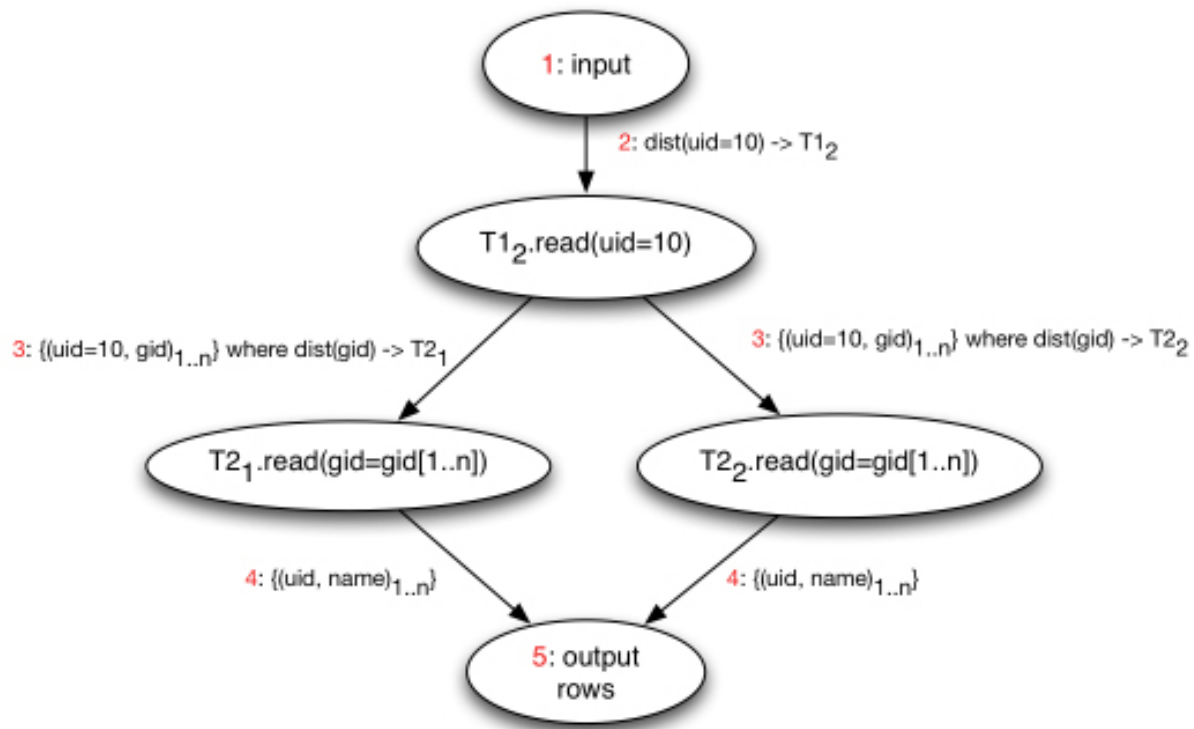 1: input
2: dist(uid=10) -> T1₂
T1₂.read(uid=10)
3: {(uid=10, gid)₁..ₙ} where dist(gid) -> T2₁
3: {(uid=10, gid)₁..ₙ} where dist(gid) -> T2₂
T2₁.read(gid=gid[1..n])
T2₂.read(gid=gid[1..n])
4: {(uid, name)₁..ₙ}
4: {(uid, name)₁..ₙ}
5: output
rows